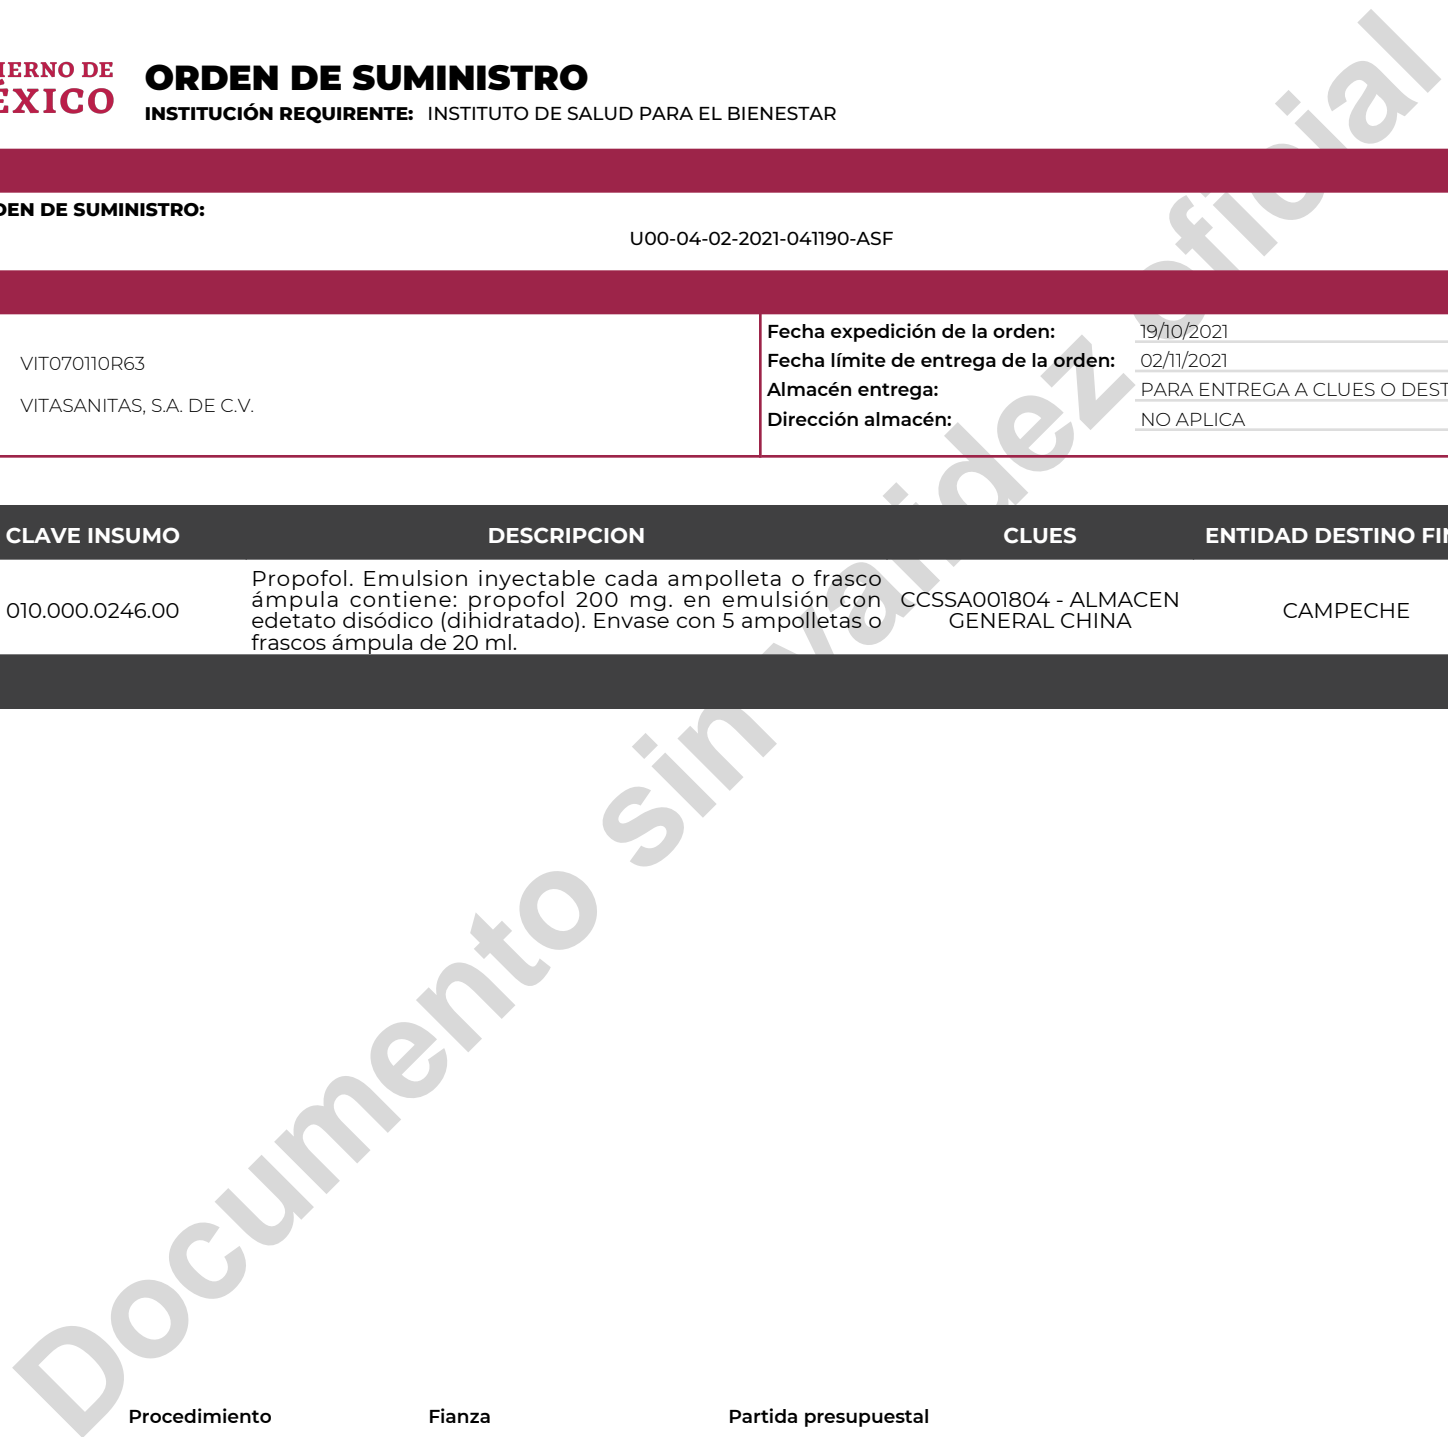 IERNO DE
ÉXICO
ORDEN DE SUMINISTRO
INSTITUCIÓN REQUIRENTE: INSTITUTO DE SALUD PARA EL BIENESTAR
DEN DE SUMINISTRO:
U00-04-02-2021-041190-ASF
VIT070110R63
VITASANITAS, S.A. DE C.V.
Fecha expedición de la orden: 19/10/2021
Fecha límite de entrega de la orden: 02/11/2021
Almacén entrega: PARA ENTREGA A CLUES O DEST
Dirección almacén: NO APLICA
CLAVE INSUMO DESCRIPCION CLUES ENTIDAD DESTINO FIN
010.000.0246.00
Propofol. Emulsion inyectable cada ampolleta o frasco
ámpula contiene: propofol 200 mg. en emulsión con
edetato disódico (dihidratado). Envase con 5 ampolletas o
frascos ámpula de 20 ml.
CCSSA001804 - ALMACEN
GENERAL CHINA
CAMPECHE
Documento sin validez oficial
Procedimiento Fianza Partida presupuestal